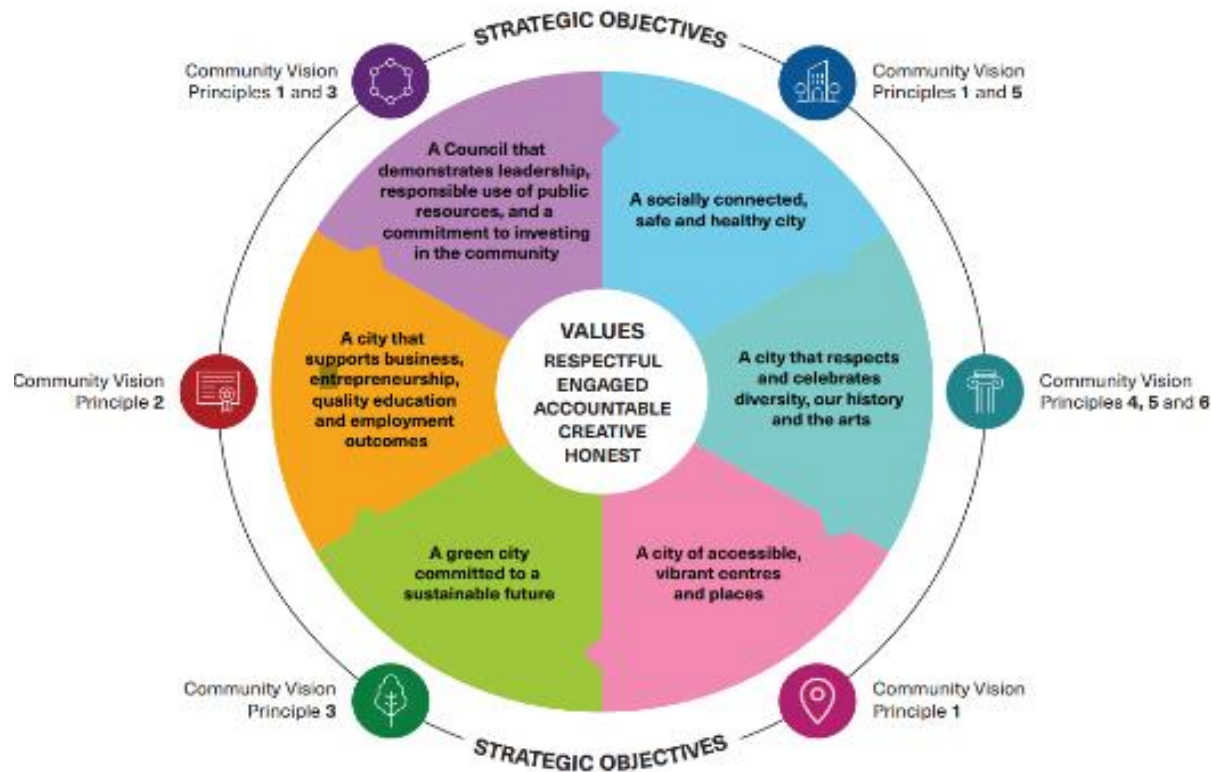 STRATEGIC OBJECTIVES
Community Vision
Principles 1 and 3
Community Vision
Principles 1 and 5
A Council that
demonstrates leadership,
responsible use of public
resources, and a
commitment to investing
in the community
A socially connected,
safe and healthy city
A city that
supports business,
entrepreneurship,
quality education
and employment
outcomes
VALUES
RESPECTFUL
ENGAGED
ACCOUNTABLE
CREATIVE
HONEST
A city that respects
and celebrates
diversity, our history
and the arts
Community Vision
Principle 2
Community Vision
Principles 4, 5 and 6
A green city
committed to a
sustainable future
A city of accessible,
vibrant centres
and places
Community Vision
Principle 3
Community Vision
Principle 1
STRATEGIC OBJECTIVES